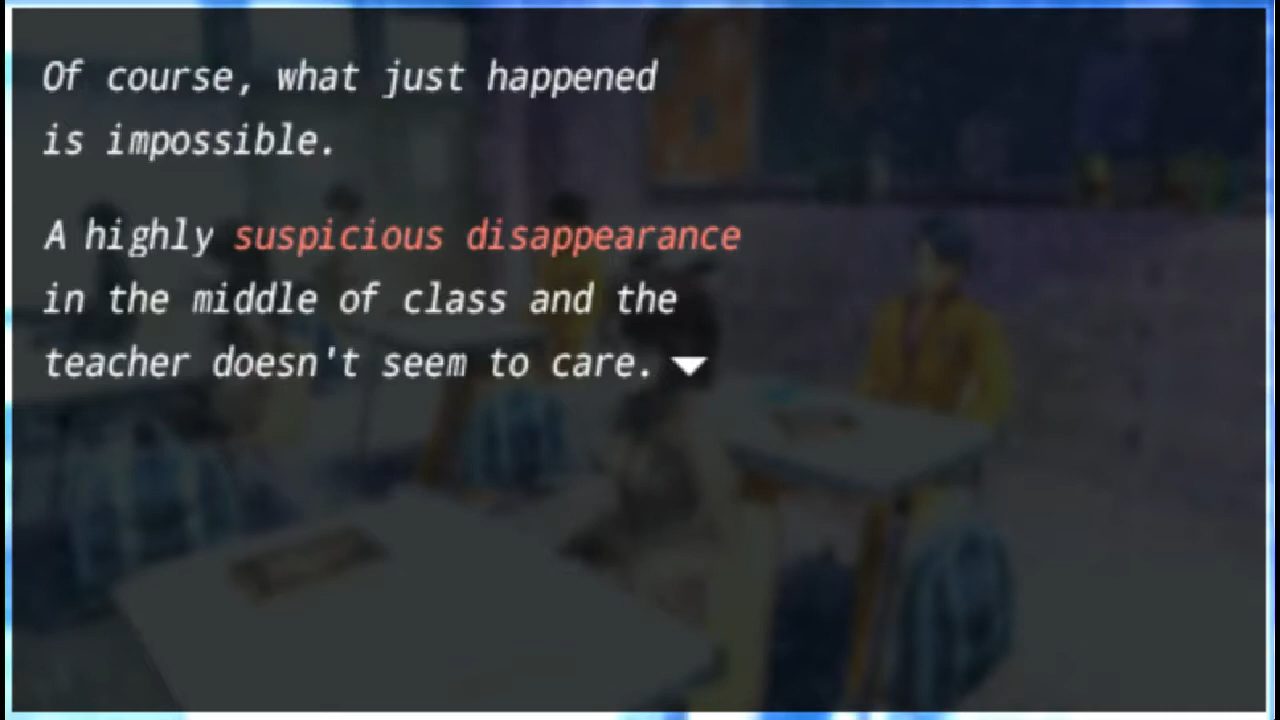 Of course, what just happened
is impossible.
A highly suspicious disappearance
in the middle of class and the
teacher doesn't seem to care.